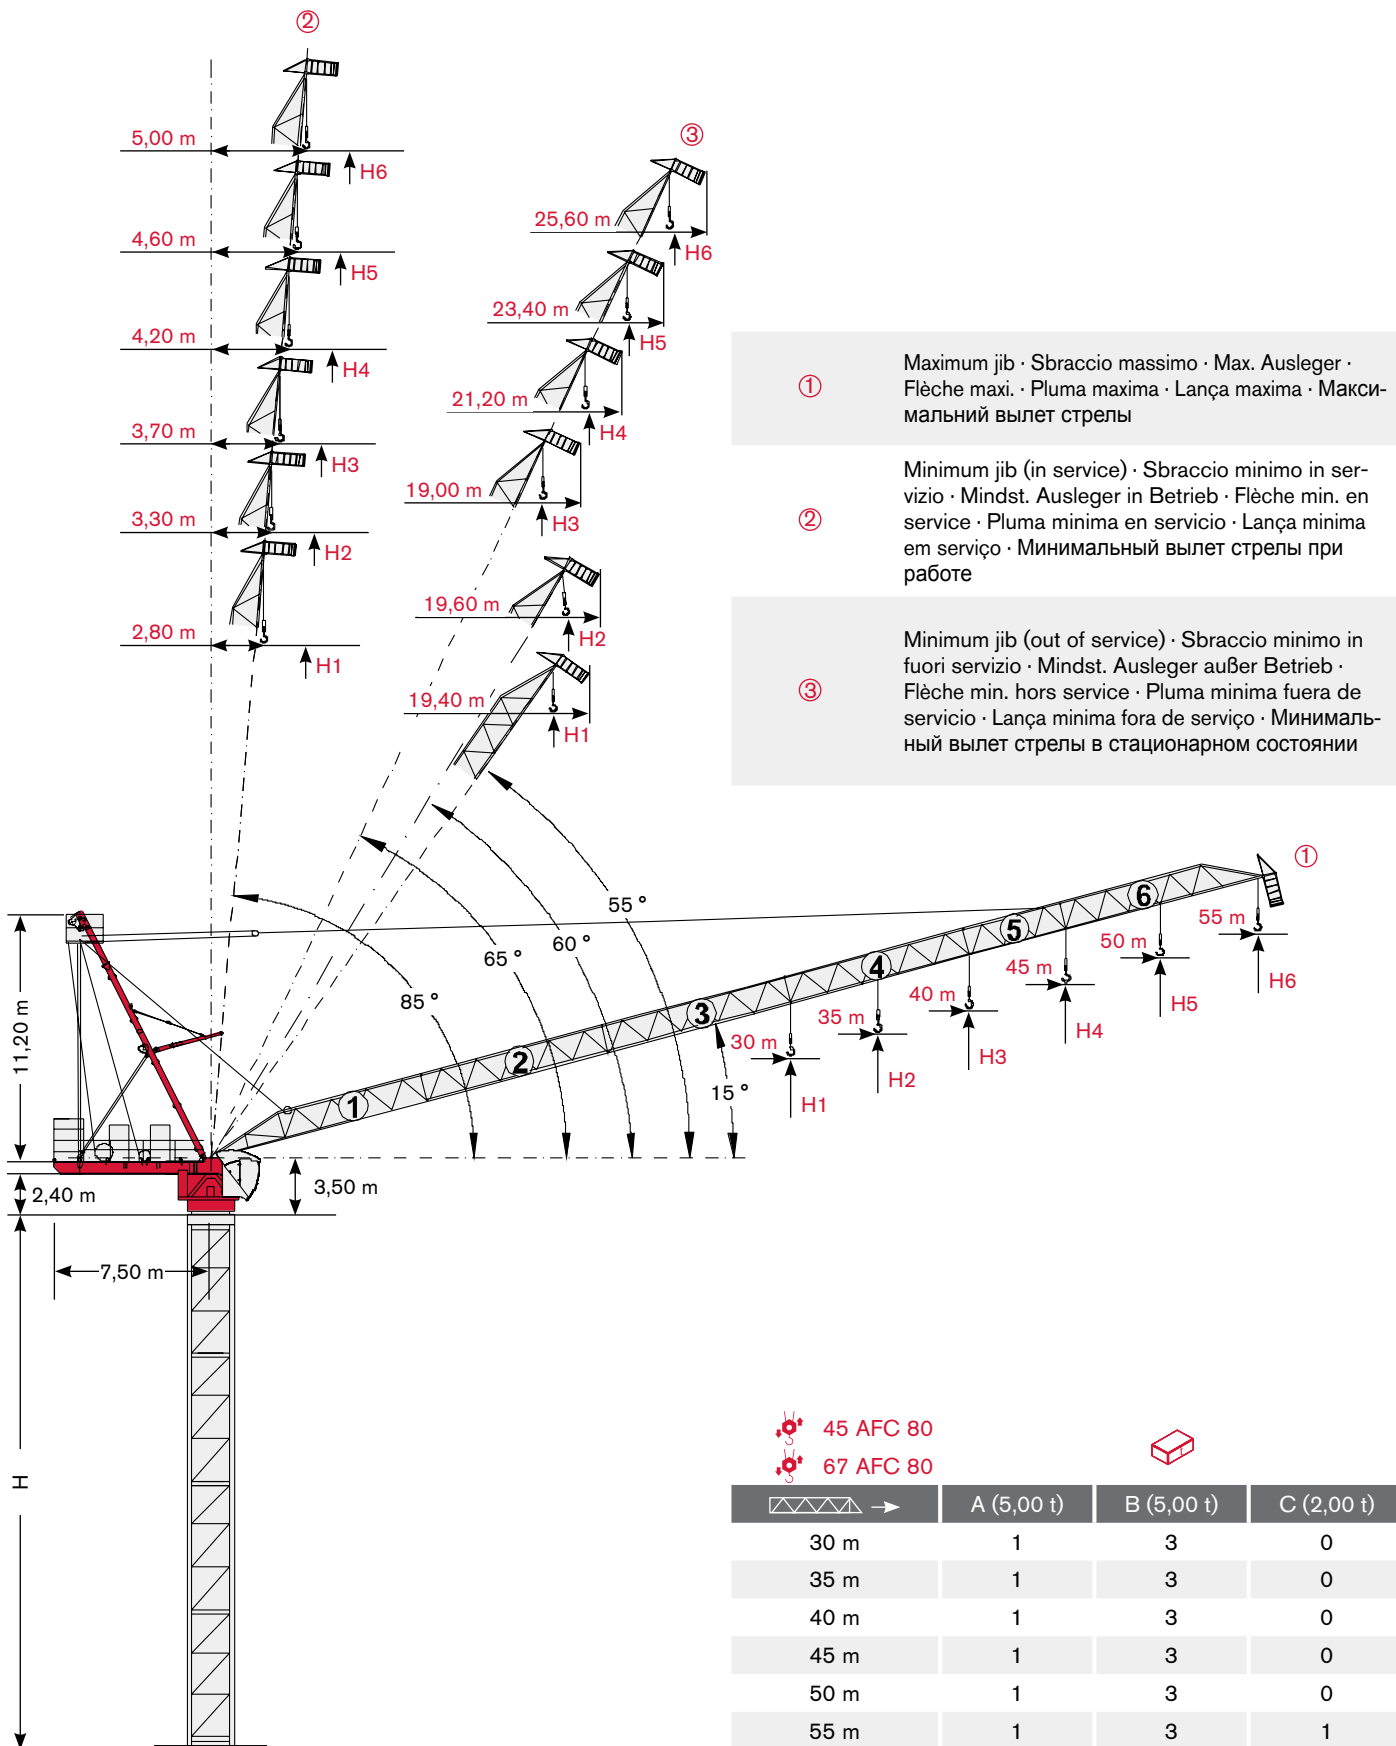 ②
5,00 m
H6
4,60 m
H5
4,20 m
H4
3,70 m
H3
3,30 m
H2
2,80 m
H1
③
25,60 m
H6
23,40 m
H5
21,20 m
H4
19,00 m
H3
19,60 m
H2
19,40 m
H1
① Maximum jib · Sbraccio massimo · Max. Ausleger ·
Flèche maxi. · Pluma maxima · Lança maxima · Макси-
мальний вылет стрелы
② Minimum jib (in service) · Sbraccio minimo in ser-
vizio · Mindst. Ausleger in Betrieb · Flèche min. en
service · Pluma minima en servicio · Lança minima
em serviço · Минимальный вылет стрелы при
работе
③ Minimum jib (out of service) · Sbraccio minimo in
fuori servizio · Mindst. Ausleger außer Betrieb ·
Flèche min. hors service · Pluma minima fuera de
servicio · Lança minima fora de serviço · Минималь-
ный вылет стрелы в стационарном состоянии
①
55 °
60 °
65 °
85 °
15 °
1
2
3
4
5
6
30 m
H1
35 m
H2
40 m
H3
45 m
H4
50 m
H5
55 m
H6
11,20 m
2,40 m
3,50 m
7,50 m
H
45 AFC 80
67 AFC 80
A (5,00 t) B (5,00 t) C (2,00 t)
30 m 1 3 0
35 m 1 3 0
40 m 1 3 0
45 m 1 3 0
50 m 1 3 0
55 m 1 3 1